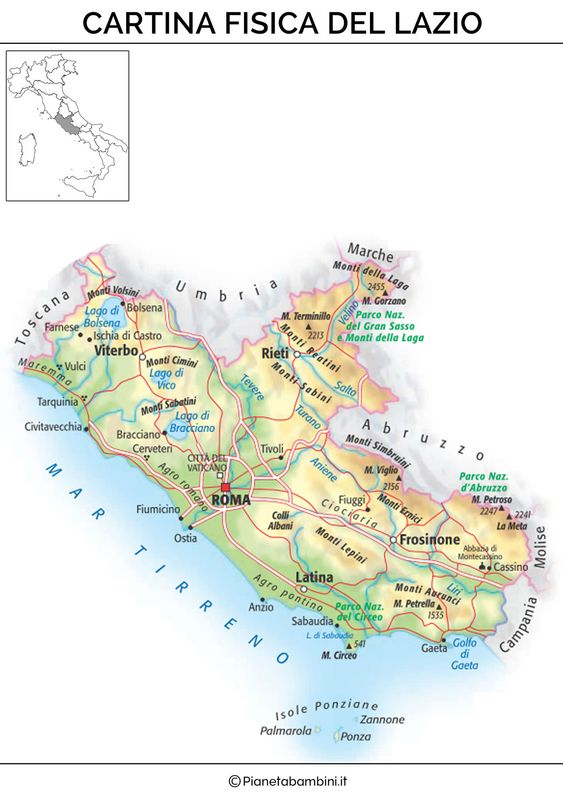 CARTINA FISICA DEL LAZIO
Toscana
Umbria
Marche
Monti della Laga
2455
M. Gorzano
Monti Volsini
Bolsena
Lago di
Bolsena
Velino
Parco Naz.
del Gran Sasso
e Monti della Laga
M. Terminillo
2213
Farnese
Ischia di Castro
Viterbo
Monti Cimini
Rieti
Monti Reatini
Maremma
Vulci
Lago di
Vico
Tevere
Monti Sabini
Salto
Tarquinia
Monti Sabatini
Lago di
Bracciano
Turano
Abruzzo
Civitavecchia
Bracciano
Cerveteri
CITTÀ DEL
VATICANO
Tivoli
Monti Simbruini
Aniene
M. Viglio
2156
Parco Naz.
d'Abruzzo
Agro romano
ROMA
Fiuggi
Monti Ernici
M. Petroso
2247
2241
La Meta
Fiumicino
Ciociaria
Colli
Albani
Ostia
Monti Lepini
Frosinone
Molise
Abbazia di
Montecassino
Cassino
MAR TIRRENO
Latina
Agro pontino
Monti Aurunci
Liri
M. Petrella
1535
Anzio
Parco Naz.
del Circeo
Sabaudia
L. di Sabaudia
541
M. Circeo
Gaeta
Golfo
di
Gaeta
Campania
Isole Ponziane
Zannone
Palmarola
Ponza
© Pianetabambini.it